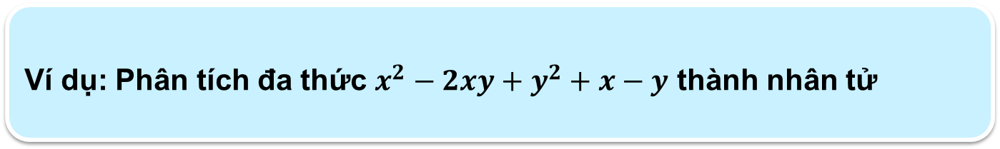 Ví dụ: Phân tích đa thức 𝒙² − 𝟐𝒙𝒚 + 𝒚² + 𝒙 − 𝒚 thành nhân tử